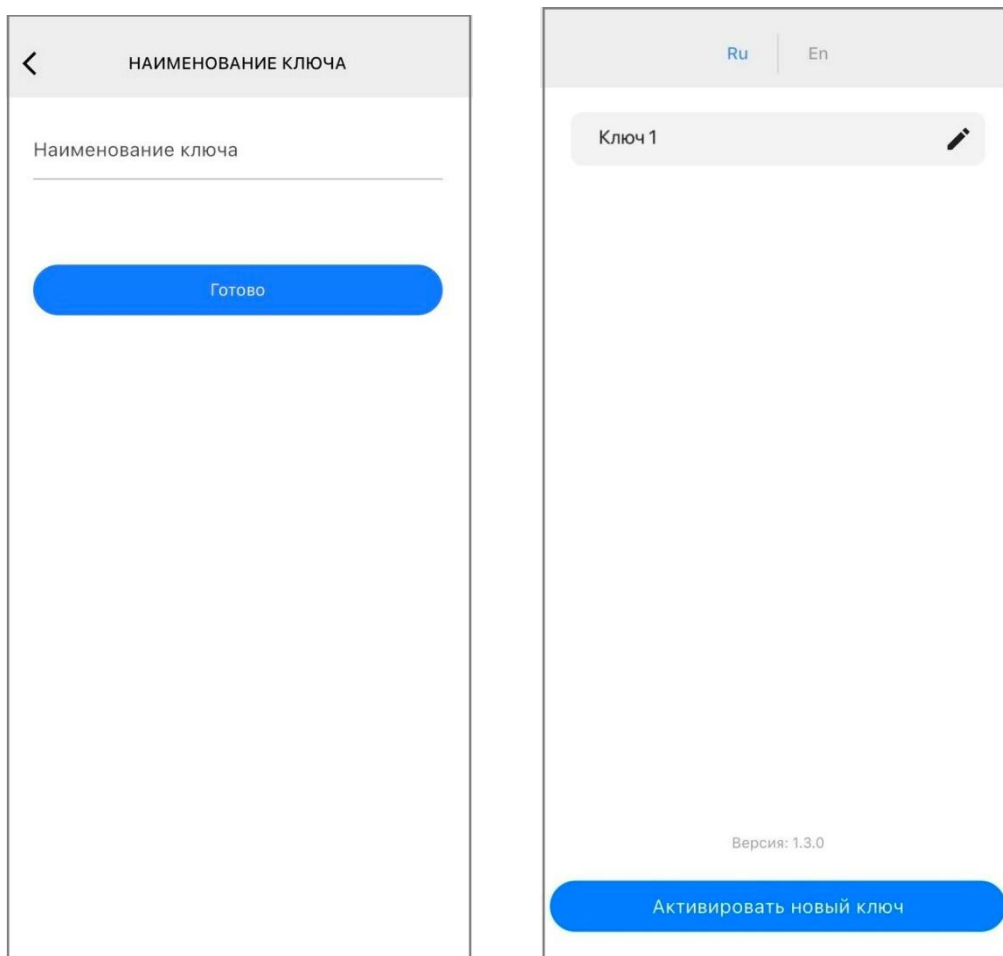 НАИМЕНОВАНИЕ КЛЮЧА
Наименование ключа
Готово
Ru
En
Ключ 1
Версия: 1.3.0
Активировать новый ключ